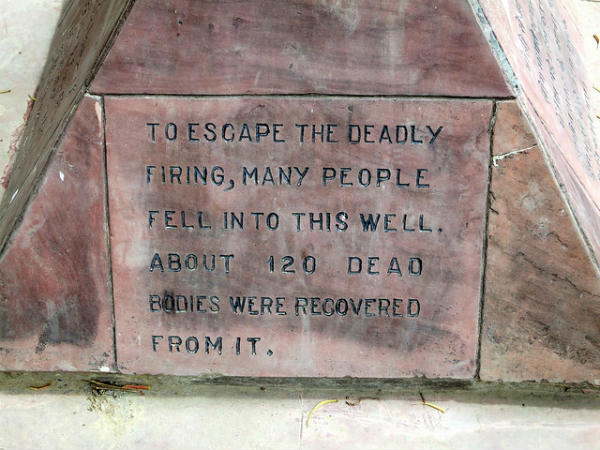 TO ESCAPE THE DEADLY
FIRING, MANY PEOPLE
FELL INTO THIS WELL.
ABOUT 120 DEAD
BODIES WERE RECOVERED
FROM IT.